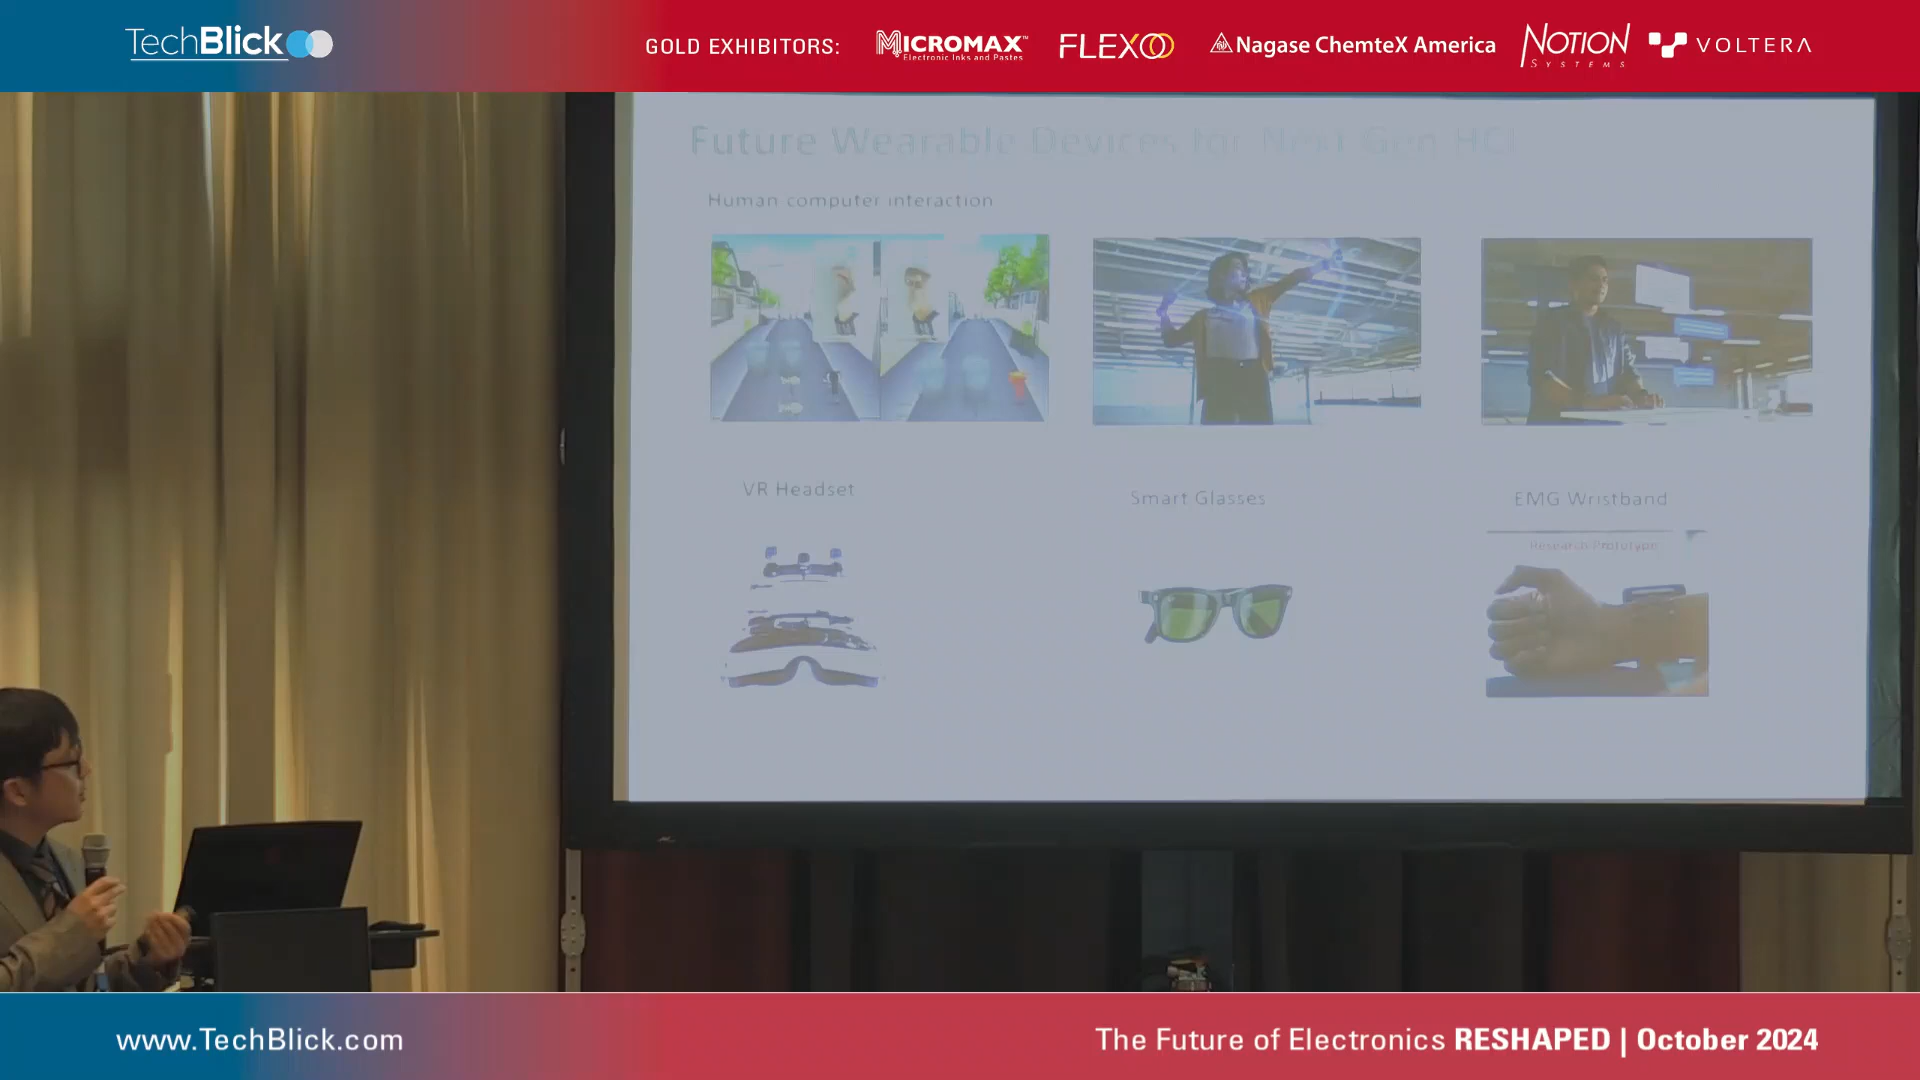 TechBlick
GOLD EXHIBITORS:
MICROMAX™
Electronic Inks and Pastes
FLEXOO
Nagase ChemteX America
NOTION
SYSTEMS
VOLTERA
Future Wearable Devices for Next Gen HCI
Human computer interaction
VR Headset
Smart Glasses
EMG Wristband
Research Prototype
www.TechBlick.com
The Future of Electronics RESHAPED | October 2024